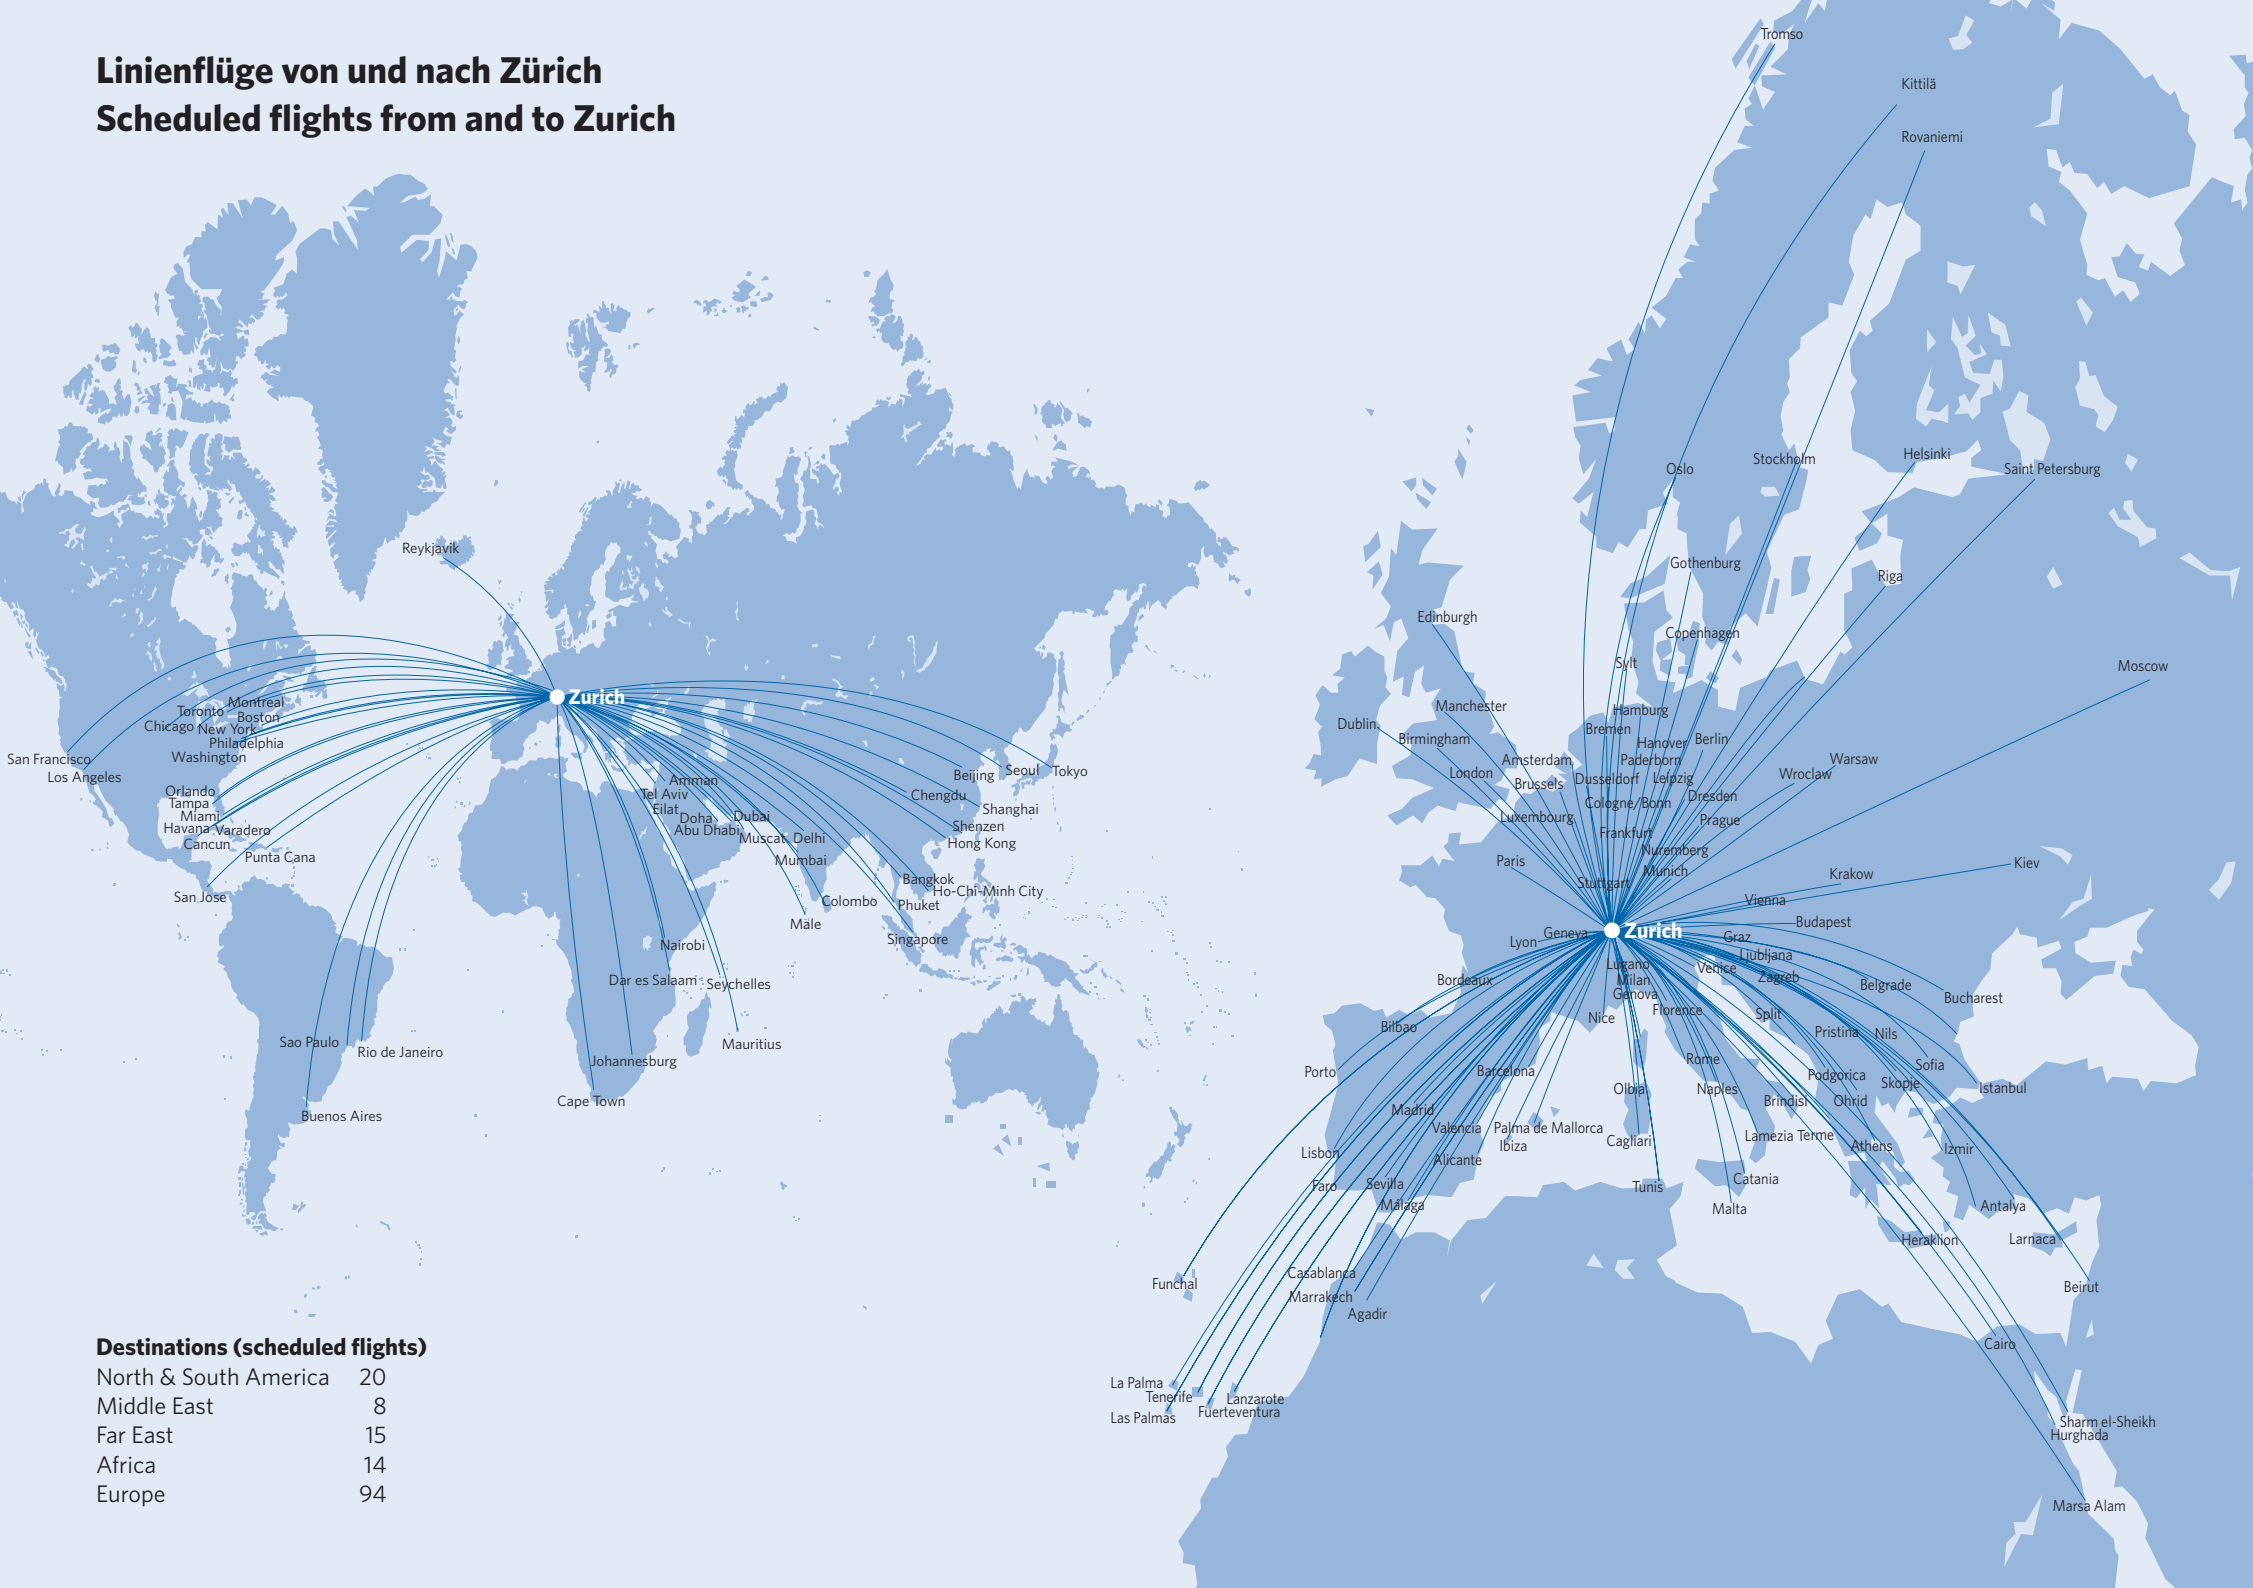 Linienflüge von und nach Zürich
Scheduled flights from and to Zurich
Reykjavik
Zurich
Montreal
Toronto
Boston
Chicago
New York
Philadelphia
Washington
San Francisco
Los Angeles
Orlando
Tampa
Miami
Havana
Varadero
Cancun
Punta Cana
San Jose
Sao Paulo
Rio de Janeiro
Buenos Aires
Amman
Tel Aviv
Eilat
Doha
Dubai
Abu Dhabi
Muscat
Delhi
Mumbai
Beijing
Seoul
Tokyo
Chengdu
Shanghai
Shenzen
Hong Kong
Bangkok
Ho-Chi-Minh City
Colombo
Phuket
Male
Singapore
Nairobi
Dar es Salaam
Seychelles
Mauritius
Johannesburg
Cape Town
Tromso
Kittilä
Rovaniemi
Oslo
Stockholm
Helsinki
Saint Petersburg
Gothenburg
Riga
Edinburgh
Copenhagen
Sylt
Moscow
Manchester
Hamburg
Dublin
Bremen
Birmingham
Hanover
Berlin
Amsterdam
Paderborn
Warsaw
London
Dusseldorf
Leipzig
Wroclaw
Brussels
Cologne/Bonn
Dresden
Luxembourg
Prague
Frankfurt
Nuremberg
Paris
Munich
Kiev
Stuttgart
Krakow
Vienna
Budapest
Zurich
Geneva
Lyon
Graz
Ljubljana
Lugano
Venice
Milan
Zagreb
Bordeaux
Genova
Belgrade
Bucharest
Florence
Nice
Split
Bilbao
Pristina
Nils
Rome
Sofia
Porto
Barcelona
Podgorica
Skopje
Olbia
Naples
Istanbul
Brindisi
Ohrid
Madrid
Valencia
Palma de Mallorca
Ibiza
Cagliari
Lamezia Terme
Athens
Izmir
Lisbon
Alicante
Catania
Faro
Sevilla
Tunis
Málaga
Malta
Antalya
Heraklion
Larnaca
Funchal
Casablanca
Beirut
Marrakech
Agadir
Cairo
La Palma
Tenerife
Lanzarote
Las Palmas
Fuerteventura
Sharm el-Sheikh
Hurghada
Marsa Alam
Destinations (scheduled flights)
North & South America 20
Middle East 8
Far East 15
Africa 14
Europe 94